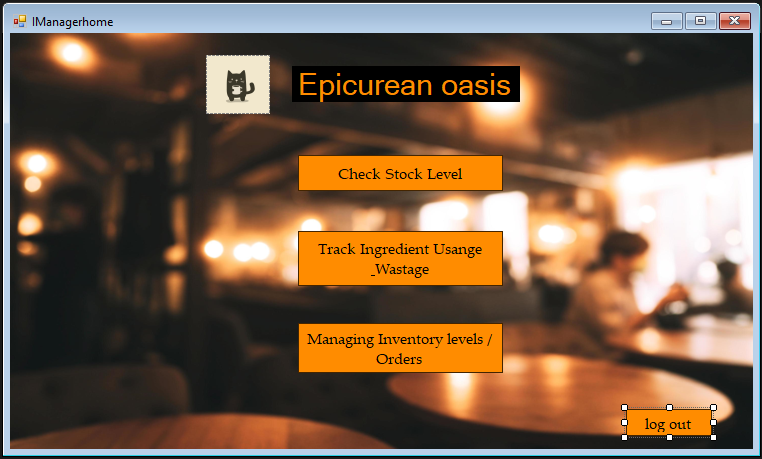 IManagerhome
Epicurean oasis
Check Stock Level
Track Ingredient Usange
_Wastage
Managing Inventory levels /
Orders
log out